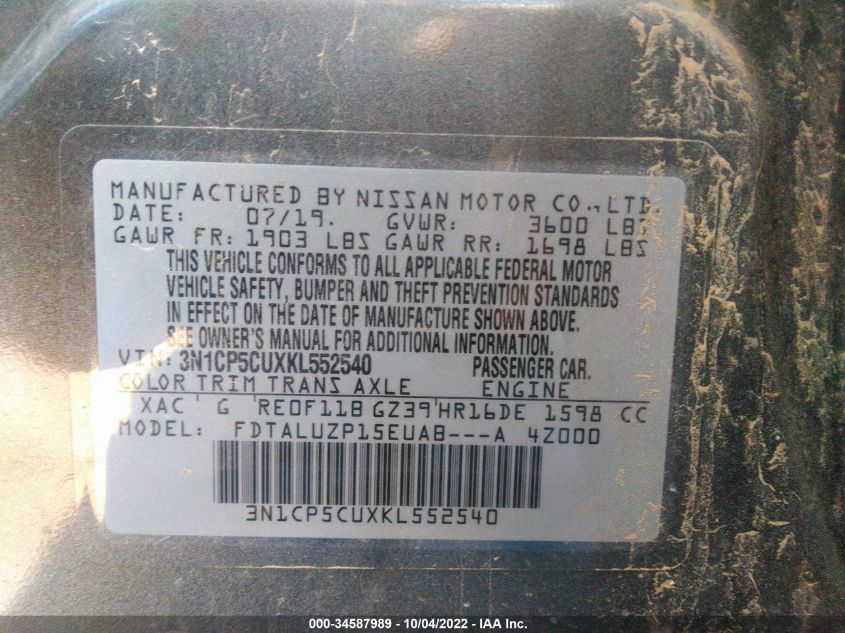 MANUFACTURED BY NISSAN MOTOR CO.,LTD.
DATE: 07/19. GVWR: 3600 LBS
GAWR FR: 1903 LBS GAWR RR: 1698 LBS
THIS VEHICLE CONFORMS TO ALL APPLICABLE FEDERAL MOTOR
VEHICLE SAFETY, BUMPER AND THEFT PREVENTION STANDARDS
IN EFFECT ON THE DATE OF MANUFACTURE SHOWN ABOVE.
SEE OWNER'S MANUAL FOR ADDITIONAL INFORMATION.
VIN: 3N1CP5CUXKL552540 PASSENGER CAR.
COLOR TRIM TRANS AXLE ENGINE
XAC ' G 'RE0F11B GZ39'HR16DE 1598 CC
MODEL: FDTALUZP15EUAB---A 4Z000
3N1CP5CUXKL552540
000-34587989 - 10/04/2022 - IAA Inc.